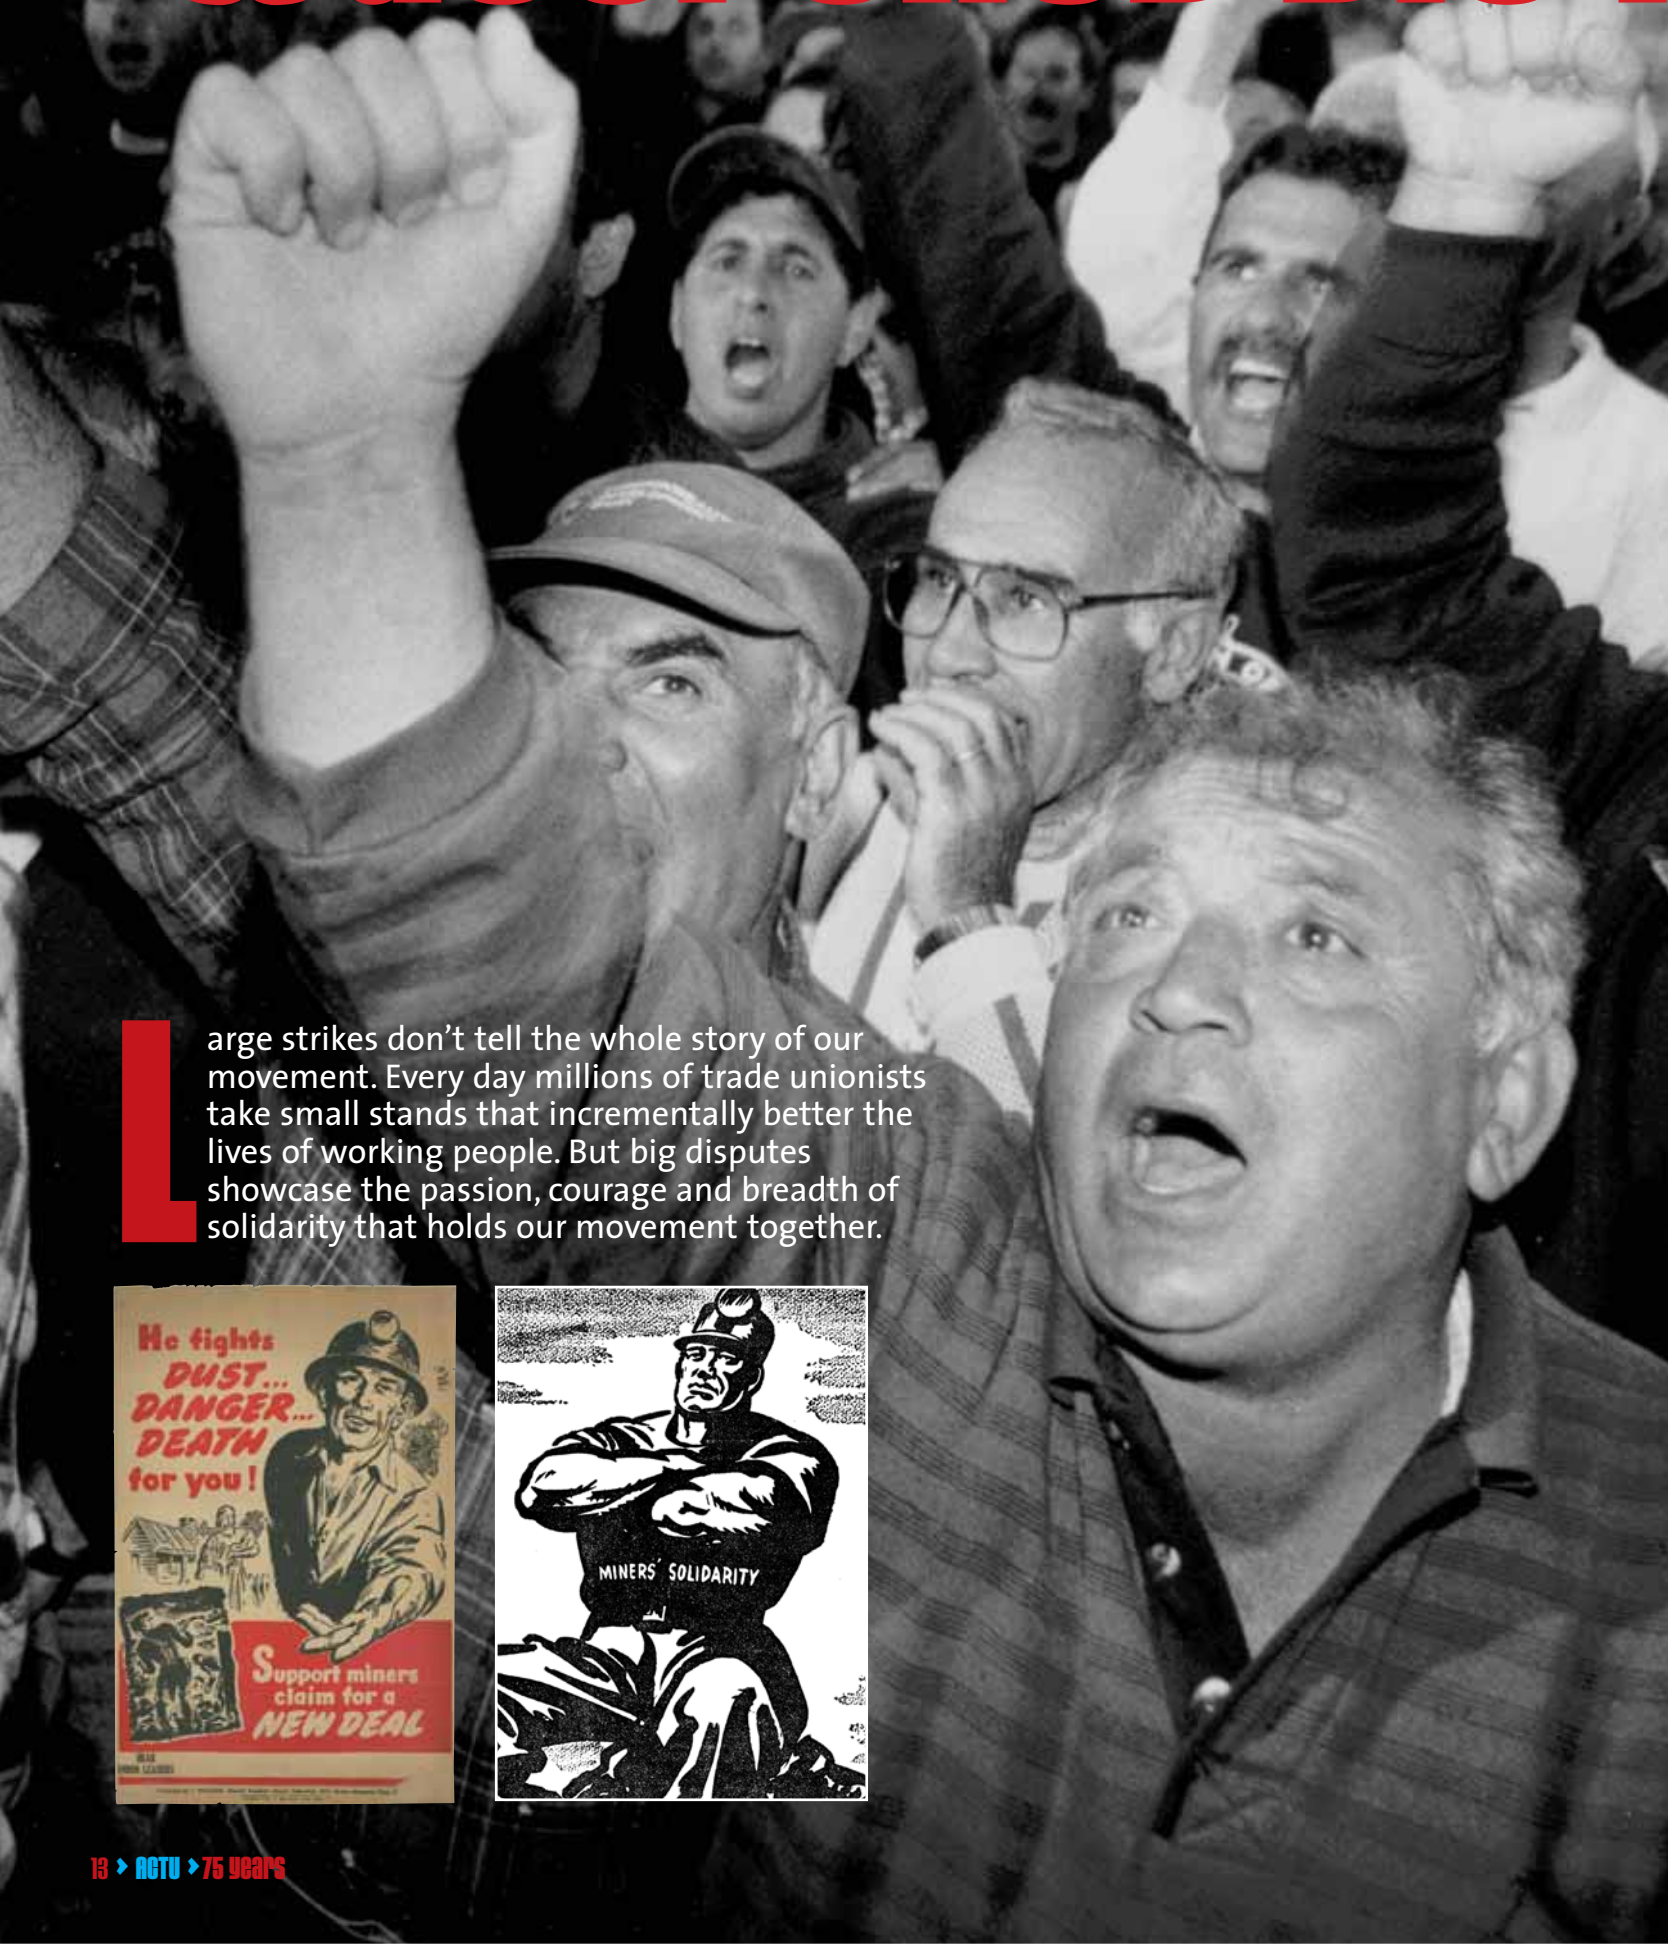 Large strikes don’t tell the whole story of our
movement. Every day millions of trade unionists
take small stands that incrementally better the
lives of working people. But big disputes
showcase the passion, courage and breadth of
solidarity that holds our movement together.
He fights
DUST...
DANGER...
DEATH
for you!
Support miners
claim for a
NEW DEAL
MINERS' SOLIDARITY
13 > ACTU > 75 years